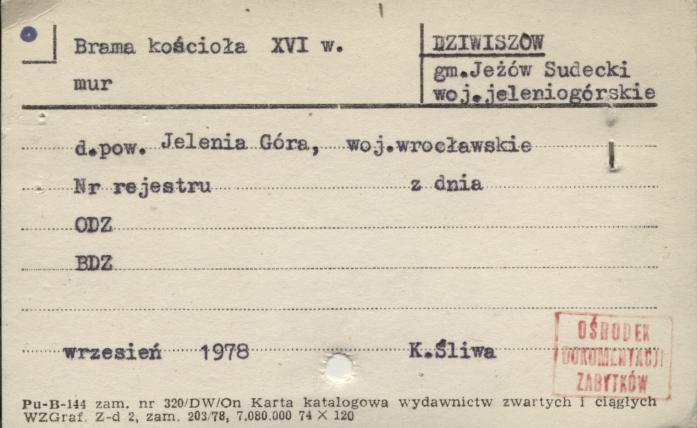 Brama kościoła XVI w.
mur
DZIWISZÓW
gm.Jeżów Sudecki
woj.jeleniogórskie
d.pow. Jelenia Góra, woj.wrocławskie
Nr rejestru z dnia
ODZ
BDZ
wrzesień 1978 K.Śliwa
OŚRODEK
DOKUMENTACJI
ZABYTKÓW
Pu-B-144 zam. nr 320/DW/On Karta katalogowa wydawnictw zwartych i ciągłych
WZGraf. Z-d 2, zam. 203/78, 7.080.000 74 × 120